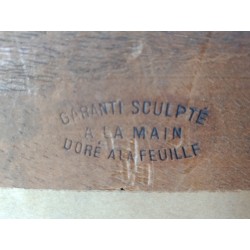 GARANTI SCULPTÉ
A LA MAIN
DORÉ A LA FEUILLE